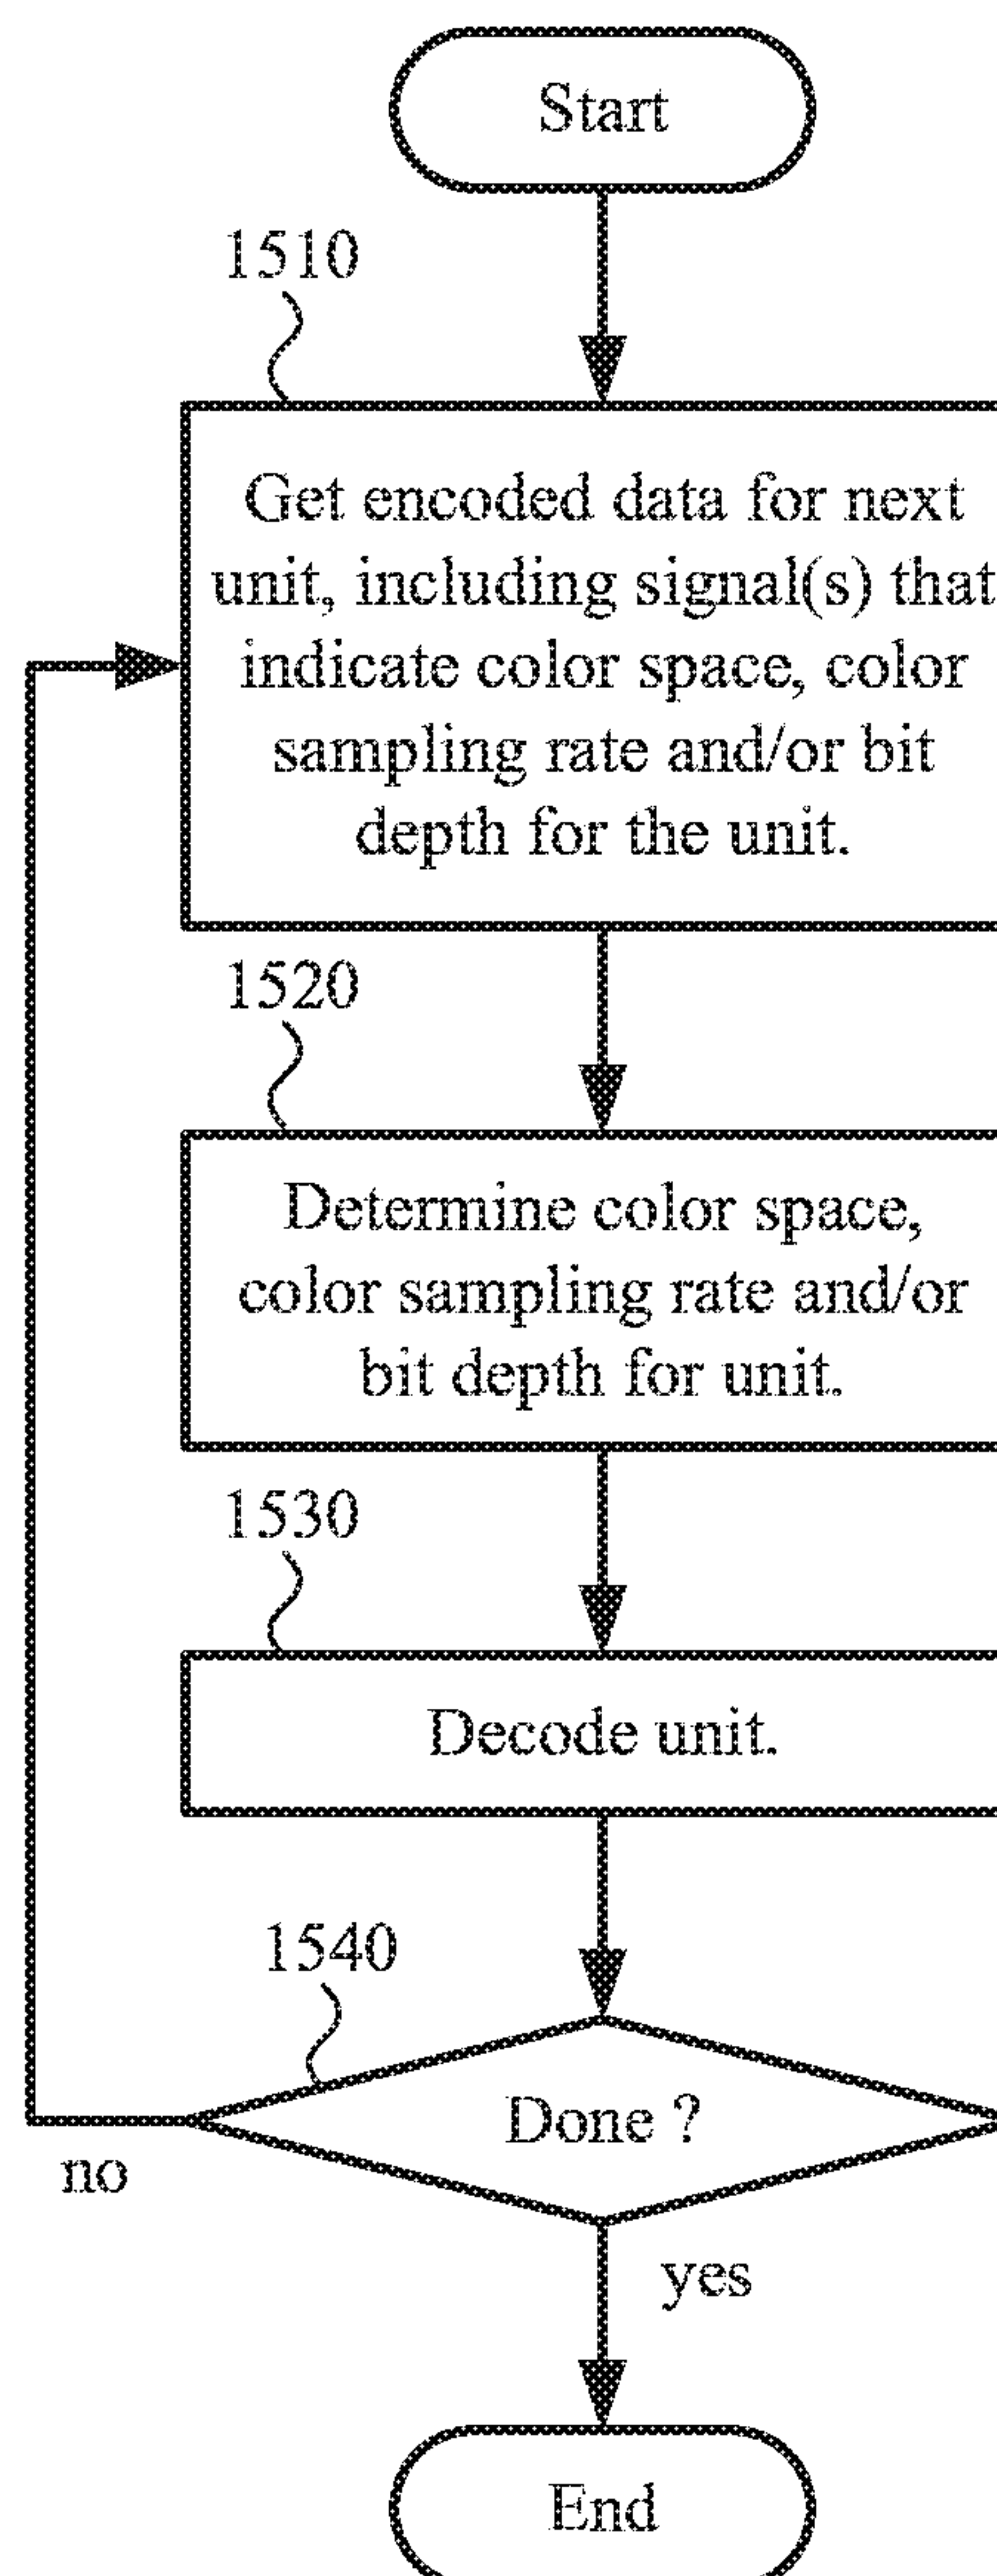 Start
1510
Get encoded data for next
unit, including signal(s) that
indicate color space, color
sampling rate and/or bit
depth for the unit.
1520
Determine color space,
color sampling rate and/or
bit depth for unit.
1530
Decode unit.
1540
Done ?
no
yes
End